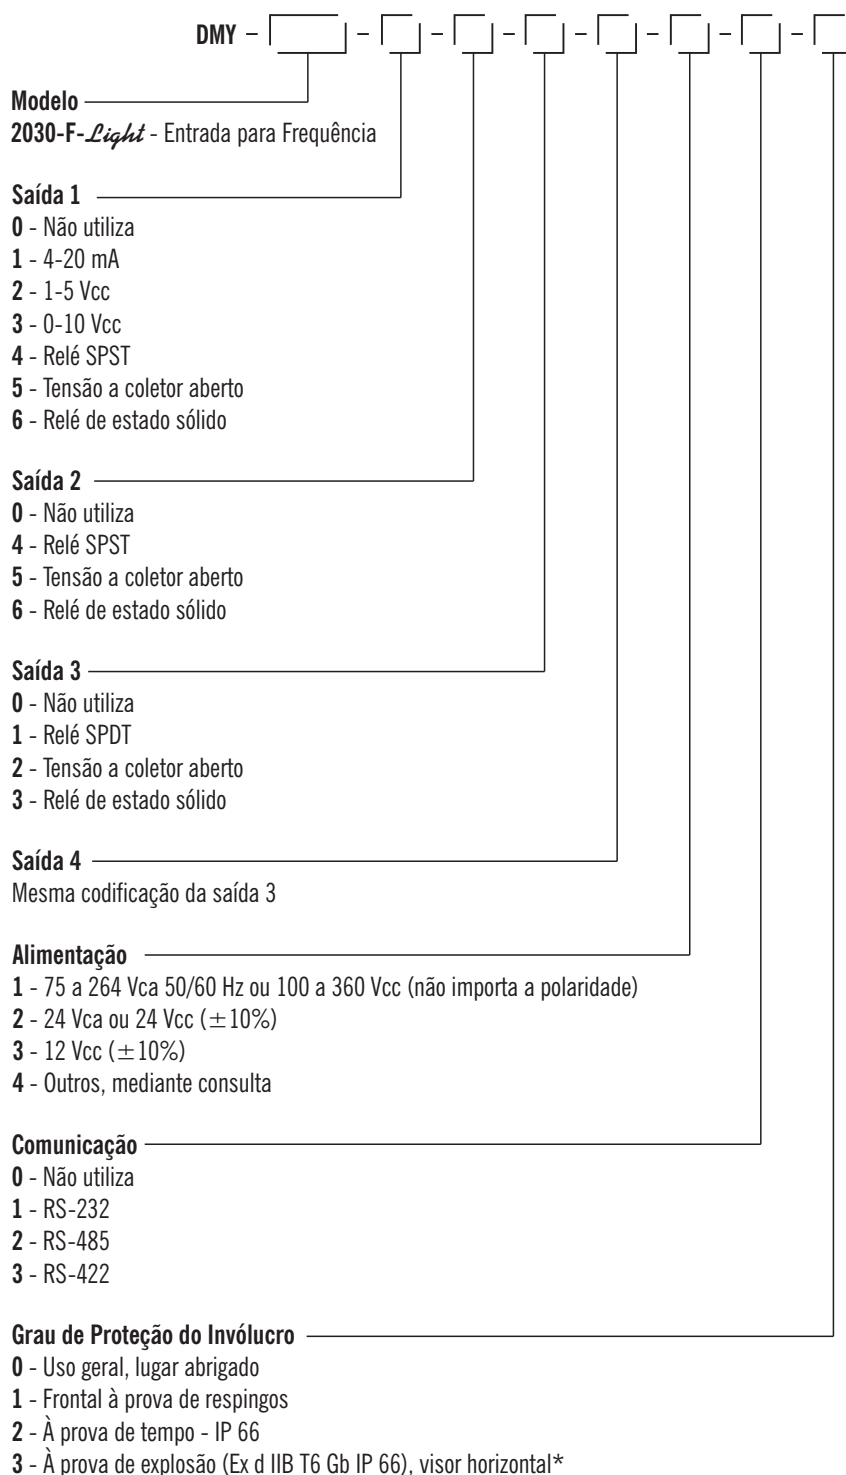 DMY - - - - - - -
Modelo
2030-F-Light - Entrada para Frequência
Saída 1
0 - Não utiliza
1 - 4-20 mA
2 - 1-5 Vcc
3 - 0-10 Vcc
4 - Relé SPST
5 - Tensão a coletor aberto
6 - Relé de estado sólido
Saída 2
0 - Não utiliza
4 - Relé SPST
5 - Tensão a coletor aberto
6 - Relé de estado sólido
Saída 3
0 - Não utiliza
1 - Relé SPDT
2 - Tensão a coletor aberto
3 - Relé de estado sólido
Saída 4
Mesma codificação da saída 3
Alimentação
1 - 75 a 264 Vca 50/60 Hz ou 100 a 360 Vcc (não importa a polaridade)
2 - 24 Vca ou 24 Vcc (±10%)
3 - 12 Vcc (±10%)
4 - Outros, mediante consulta
Comunicação
0 - Não utiliza
1 - RS-232
2 - RS-485
3 - RS-422
Grau de Proteção do Invólucro
0 - Uso geral, lugar abrigado
1 - Frontal à prova de respingos
2 - À prova de tempo - IP 66
3 - À prova de explosão (Ex d IIB T6 Gb IP 66), visor horizontal*